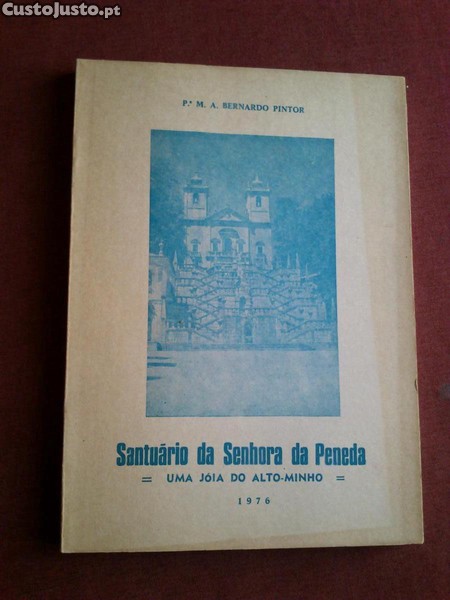 CustoJusto.pt
P.ᵉ M. A. BERNARDO PINTOR
Santuário da Senhora da Peneda
= UMA JÓIA DO ALTO-MINHO =
1976